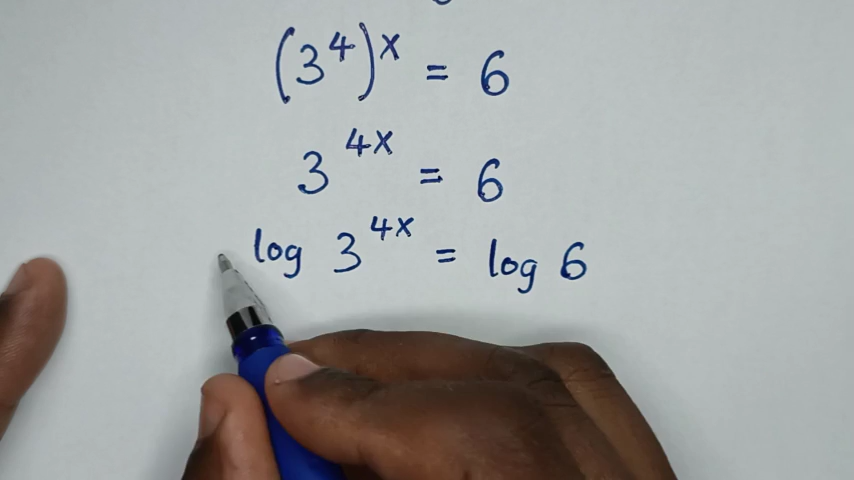 (3⁴)ˣ = 6
3⁴ˣ = 6
log 3⁴ˣ = log 6